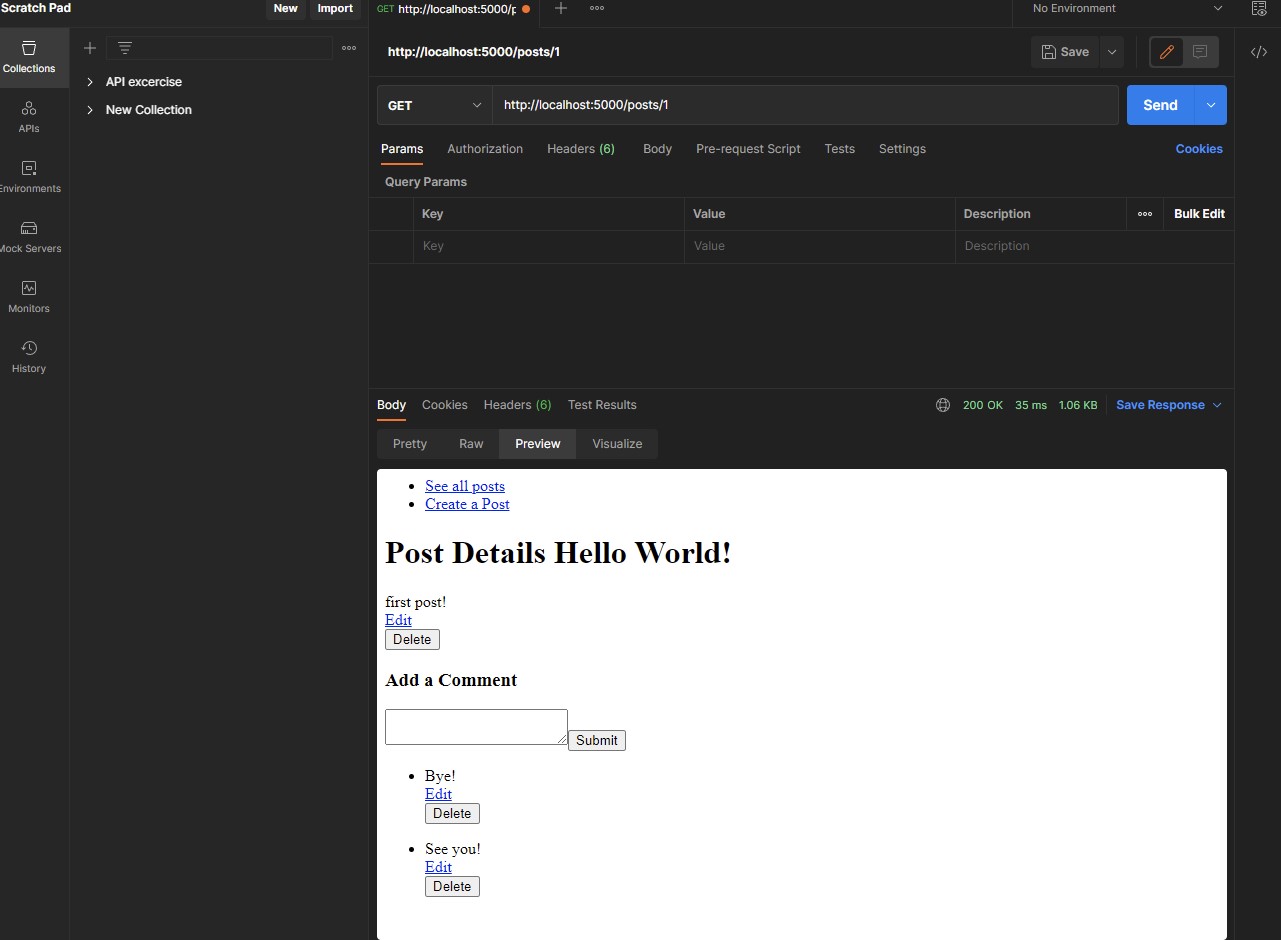 Scratch Pad
New
Import
GET http://localhost:5000/p
No Environment
Collections
APIs
Environments
Mock Servers
Monitors
History
API excercise
New Collection
http://localhost:5000/posts/1
Save
GET
http://localhost:5000/posts/1
Send
Params Authorization Headers (6) Body Pre-request Script Tests Settings Cookies
Query Params
Key Value Description Bulk Edit
Key Value Description
Body Cookies Headers (6) Test Results 200 OK 35 ms 1.06 KB Save Response
Pretty Raw Preview Visualize
See all posts
Create a Post
Post Details Hello World!
first post!
Edit
Delete
Add a Comment
Submit
Bye!
Edit
Delete
See you!
Edit
Delete